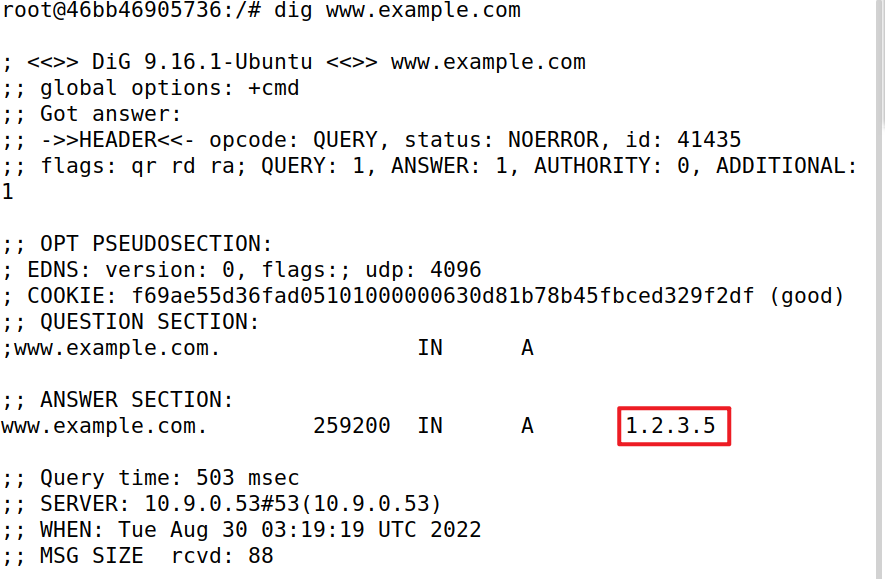 root@46bb46905736:/# dig www.example.com
; <<>> DiG 9.16.1-Ubuntu <<>> www.example.com
;; global options: +cmd
;; Got answer:
;; ->>HEADER<<- opcode: QUERY, status: NOERROR, id: 41435
;; flags: qr rd ra; QUERY: 1, ANSWER: 1, AUTHORITY: 0, ADDITIONAL:
1
;; OPT PSEUDOSECTION:
; EDNS: version: 0, flags:; udp: 4096
; COOKIE: f69ae55d36fad05101000000630d81b78b45fbced329f2df (good)
;; QUESTION SECTION:
;www.example.com. IN A
;; ANSWER SECTION:
www.example.com. 259200 IN A 1.2.3.5
;; Query time: 503 msec
;; SERVER: 10.9.0.53#53(10.9.0.53)
;; WHEN: Tue Aug 30 03:19:19 UTC 2022
;; MSG SIZE rcvd: 88